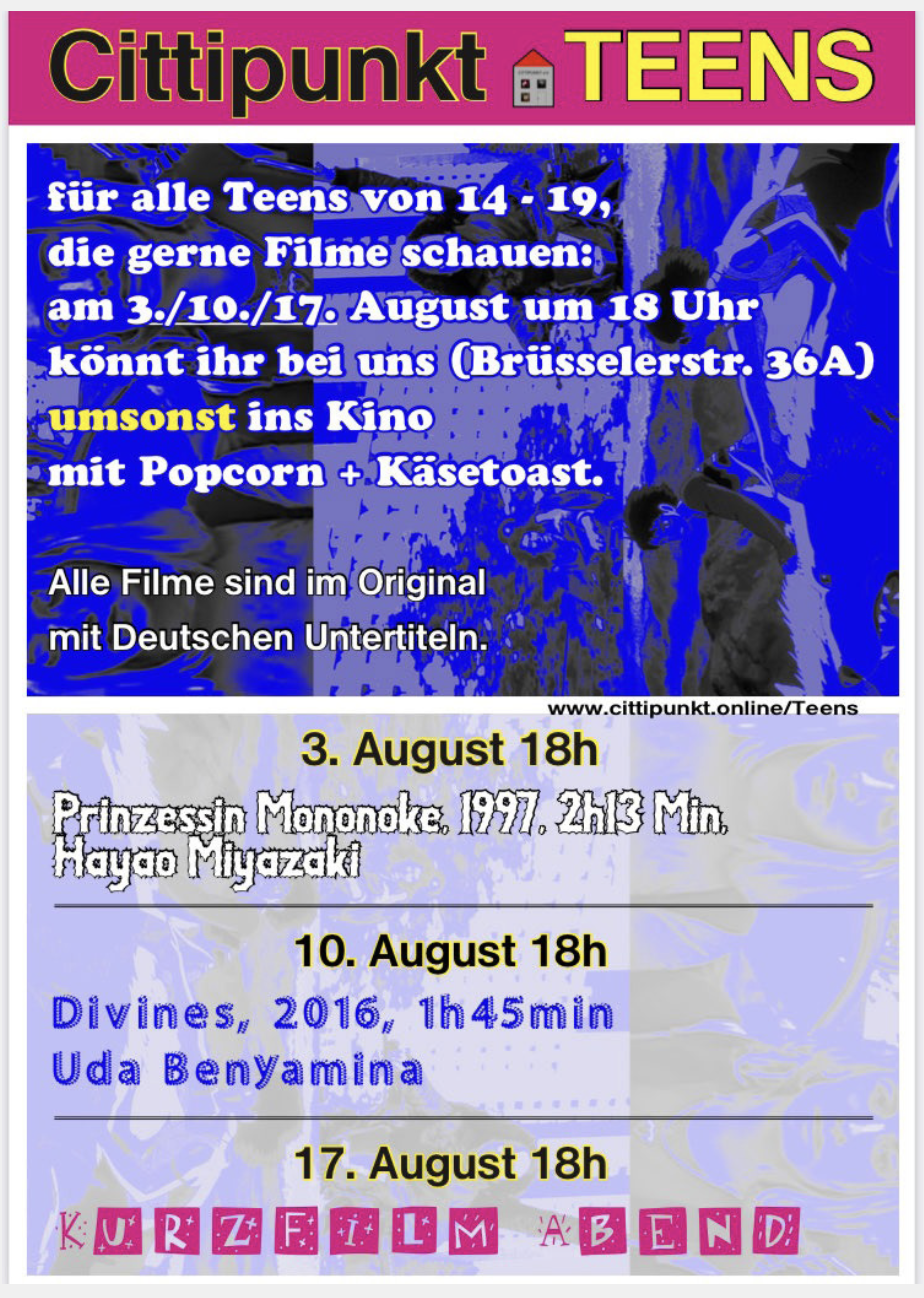 Cittipunkt TEENS
für alle Teens von 14 - 19,
die gerne Filme schauen:
am 3./10./17. August um 18 Uhr
könnt ihr bei uns (Brüsselerstr. 36A)
umsonst ins Kino
mit Popcorn + Käsetoast.
Alle Filme sind im Original
mit Deutschen Untertiteln.
www.cittipunkt.online/Teens
3. August 18h
Prinzessin Mononoke, 1997, 2h13 Min,
Hayao Miyazaki
10. August 18h
Divines, 2016, 1h45min
Uda Benyamina
17. August 18h
KURZFILM ABEND